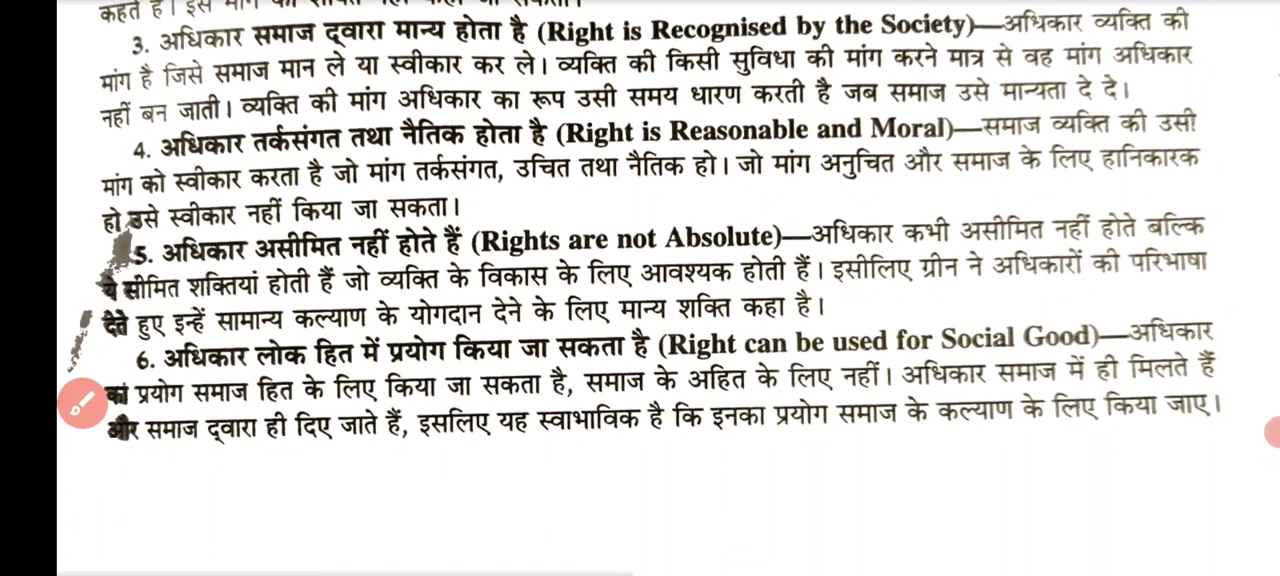 3. अधिकार समाज द्वारा मान्य होता है (Right is Recognised by the Society)—अधिकार व्यक्ति की
मांग है जिसे समाज मान ले या स्वीकार कर ले। व्यक्ति की किसी सुविधा की मांग करने मात्र से वह मांग अधिकार
नहीं बन जाती। व्यक्ति की मांग अधिकार का रूप उसी समय धारण करती है जब समाज उसे मान्यता दे दे।
4. अधिकार तर्कसंगत तथा नैतिक होता है (Right is Reasonable and Moral)—समाज व्यक्ति की उसी
मांग को स्वीकार करता है जो मांग तर्कसंगत, उचित तथा नैतिक हो। जो मांग अनुचित और समाज के लिए हानिकारक
हो उसे स्वीकार नहीं किया जा सकता।
5. अधिकार असीमित नहीं होते हैं (Rights are not Absolute)—अधिकार कभी असीमित नहीं होते बल्कि
ये सीमित शक्तियां होती हैं जो व्यक्ति के विकास के लिए आवश्यक होती हैं। इसीलिए ग्रीन ने अधिकारों की परिभाषा
देते हुए इन्हें सामान्य कल्याण के योगदान देने के लिए मान्य शक्ति कहा है।
6. अधिकार लोक हित में प्रयोग किया जा सकता है (Right can be used for Social Good)—अधिकार
का प्रयोग समाज हित के लिए किया जा सकता है, समाज के अहित के लिए नहीं। अधिकार समाज में ही मिलते हैं
और समाज द्वारा ही दिए जाते हैं, इसलिए यह स्वाभाविक है कि इनका प्रयोग समाज के कल्याण के लिए किया जाए।